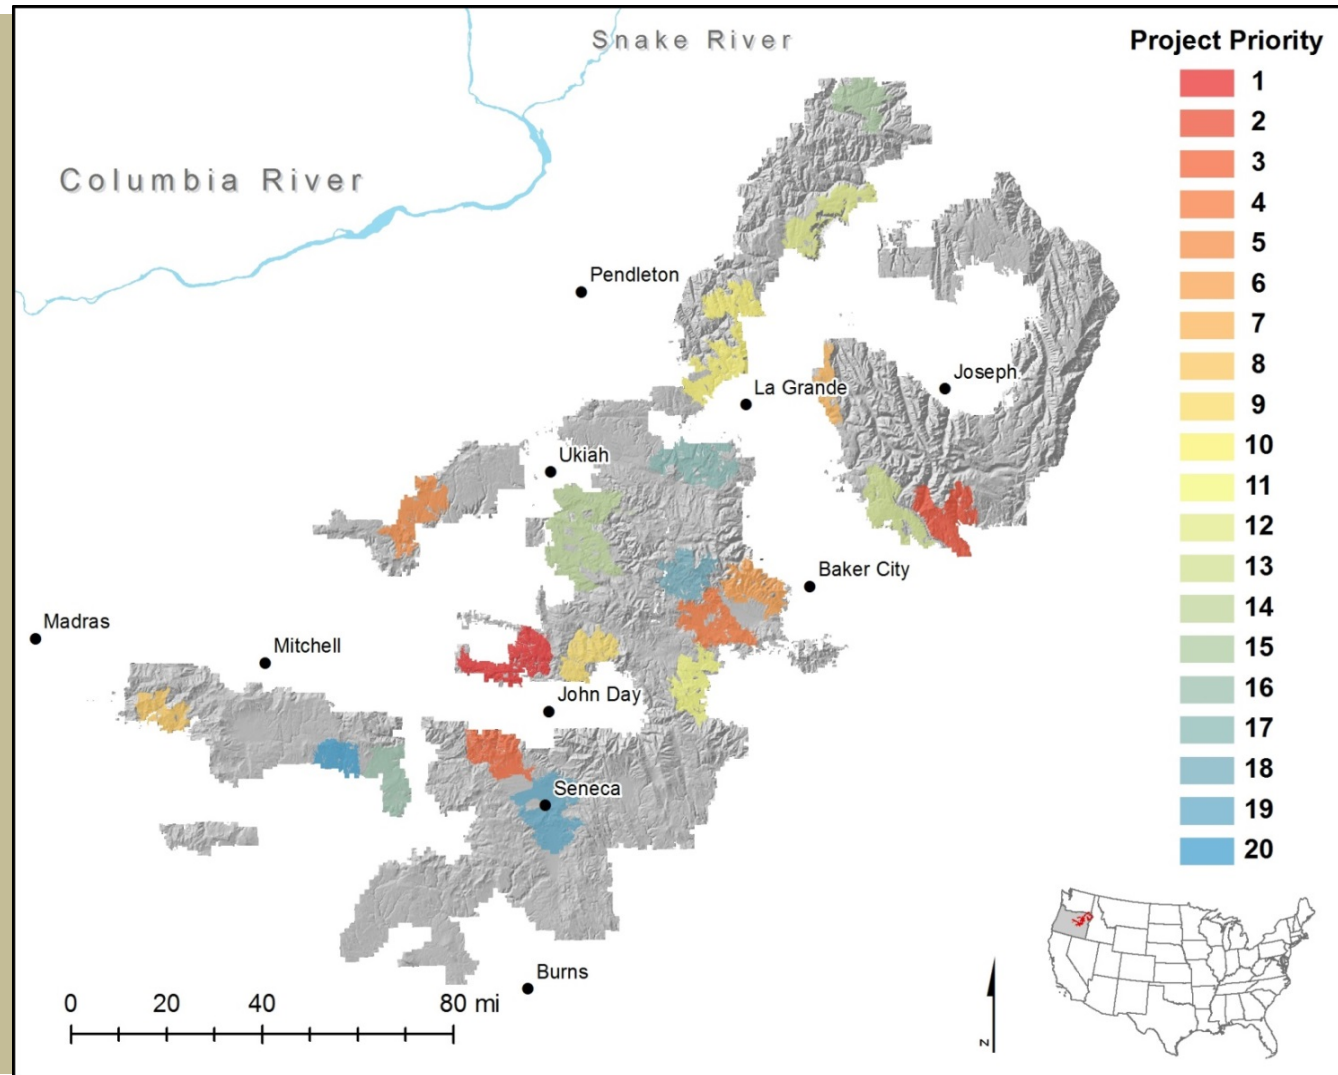 Snake River
Columbia River
Project Priority
1
2
3
4
5
6
7
8
9
10
11
12
13
14
15
16
17
18
19
20
Pendleton
La Grande
Joseph
Ukiah
Baker City
Madras
Mitchell
John Day
Seneca
Burns
0 20 40 80 mi
N